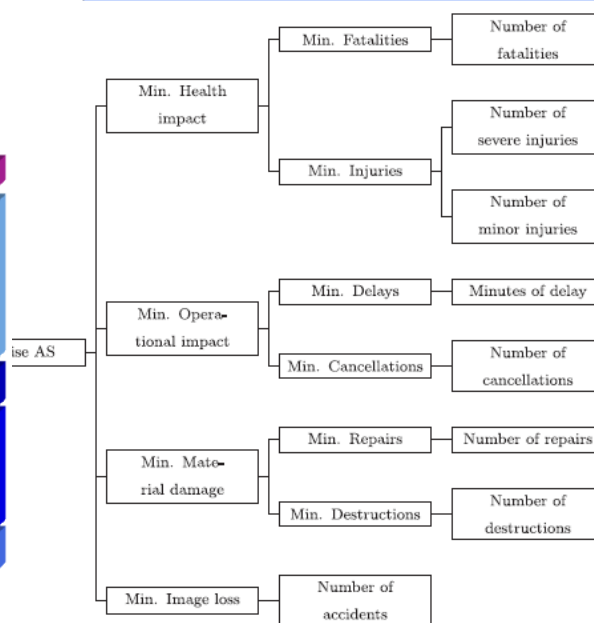 Number of
fatalities
Min. Fatalities
Min. Health
impact
Number of
severe injuries
Min. Injuries
Number of
minor injuries
Min. Delays
Minutes of delay
Min. Opera-
tional impact
ise AS
Min. Cancellations
Number of
cancellations
Min. Repairs
Number of repairs
Min. Mate-
rial damage
Min. Destructions
Number of
destructions
Min. Image loss
Number of
accidents